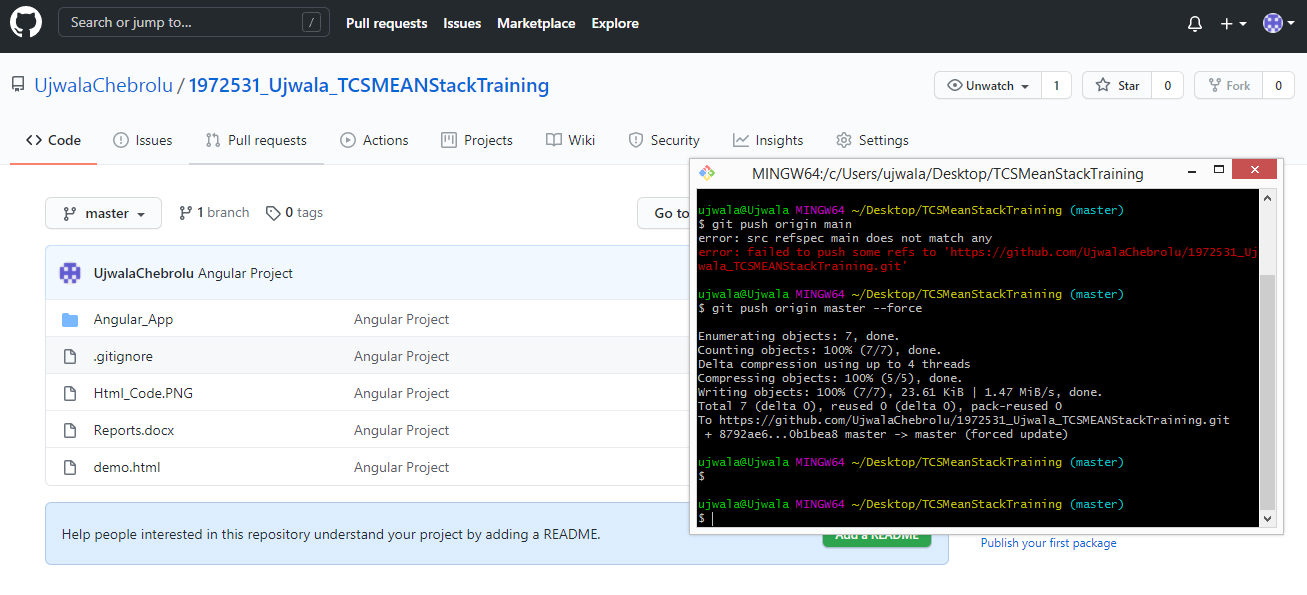 Search or jump to... /
Pull requests Issues Marketplace Explore
UjwalaChebrolu / 1972531_Ujwala_TCSMEANStackTraining
Unwatch 1 Star 0 Fork 0
Code Issues Pull requests Actions Projects Wiki Security Insights Settings
master 1 branch 0 tags
Go to
UjwalaChebrolu Angular Project
Angular_App Angular Project
.gitignore Angular Project
Html_Code.PNG Angular Project
Reports.docx Angular Project
demo.html Angular Project
Help people interested in this repository understand your project by adding a README.
Add a README
Publish your first package
MINGW64:/c/Users/ujwala/Desktop/TCSMeanStackTraining
ujwala@Ujwala MINGW64 ~/Desktop/TCSMeanStackTraining (master)
$ git push origin main
error: src refspec main does not match any
error: failed to push some refs to 'https://github.com/UjwalaChebrolu/1972531_Uj
wala_TCSMEANStackTraining.git'
ujwala@Ujwala MINGW64 ~/Desktop/TCSMeanStackTraining (master)
$ git push origin master --force
Enumerating objects: 7, done.
Counting objects: 100% (7/7), done.
Delta compression using up to 4 threads
Compressing objects: 100% (5/5), done.
Writing objects: 100% (7/7), 23.61 KiB | 1.47 MiB/s, done.
Total 7 (delta 0), reused 0 (delta 0), pack-reused 0
To https://github.com/UjwalaChebrolu/1972531_Ujwala_TCSMEANStackTraining.git
+ 8792ae6...0b1bea8 master -> master (forced update)
ujwala@Ujwala MINGW64 ~/Desktop/TCSMeanStackTraining (master)
$
ujwala@Ujwala MINGW64 ~/Desktop/TCSMeanStackTraining (master)
$